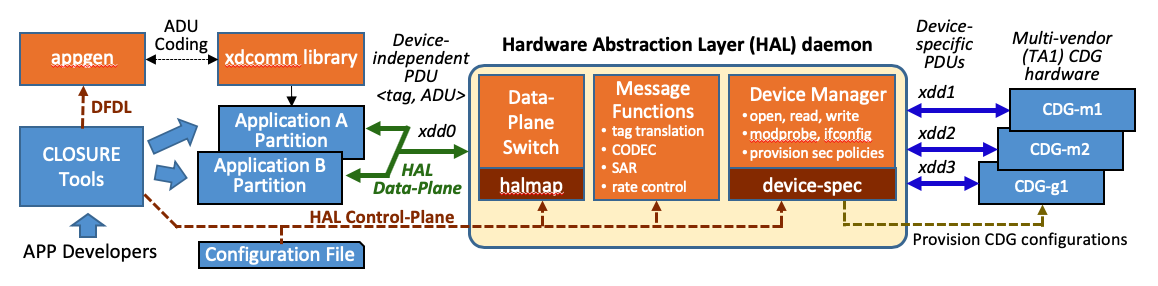 appgen
ADU
Coding
xdcomm library
DFDL
CLOSURE
Tools
APP Developers
Application A
Partition
Application B
Partition
Configuration File
Device-
independent
PDU
<tag, ADU>
xdd0
HAL
Data-Plane
HAL Control-Plane
Hardware Abstraction Layer (HAL) daemon
Data-
Plane
Switch
halmap
Message
Functions
• tag translation
• CODEC
• SAR
• rate control
Device Manager
• open, read, write
• modprobe, ifconfig
• provision sec policies
device-spec
Device-
specific
PDUs
xdd1
xdd2
xdd3
Multi-vendor
(TA1) CDG
hardware
CDG-m1
CDG-m2
CDG-g1
Provision CDG configurations